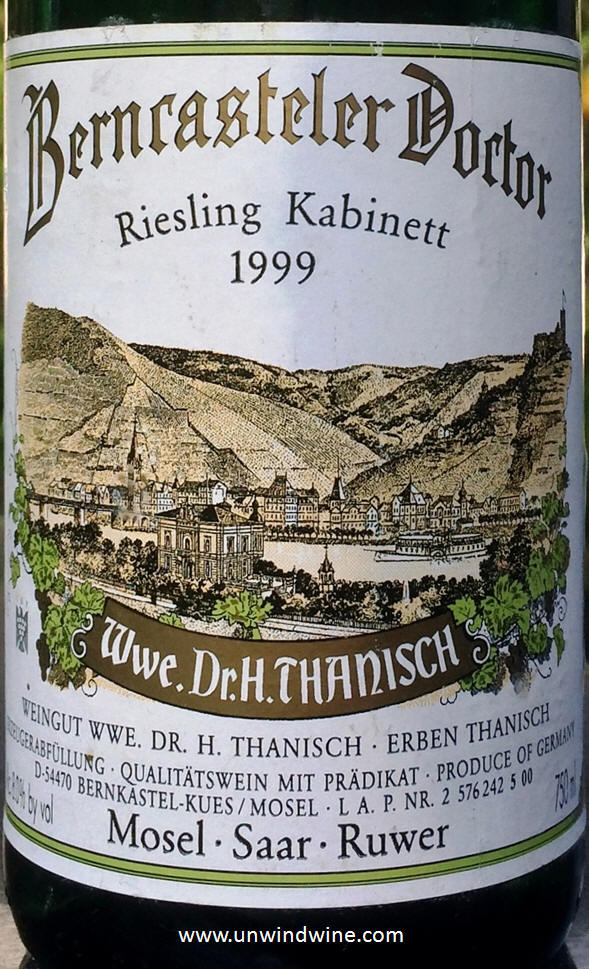 Berncasteler Doctor
Riesling Kabinett
1999
Wwe. Dr. H. THANISCH
WEINGUT WWE. DR. H. THANISCH · ERBEN THANISCH
· QUALITÄTSWEIN MIT PRÄDIKAT · PRODUCE OF GERMANY
D-54470 BERNKASTEL-KUES / MOSEL · L A. P. NR. 2 576 242 5 00
by vol
750 ml
Mosel · Saar · Ruwer
www.unwindwine.com